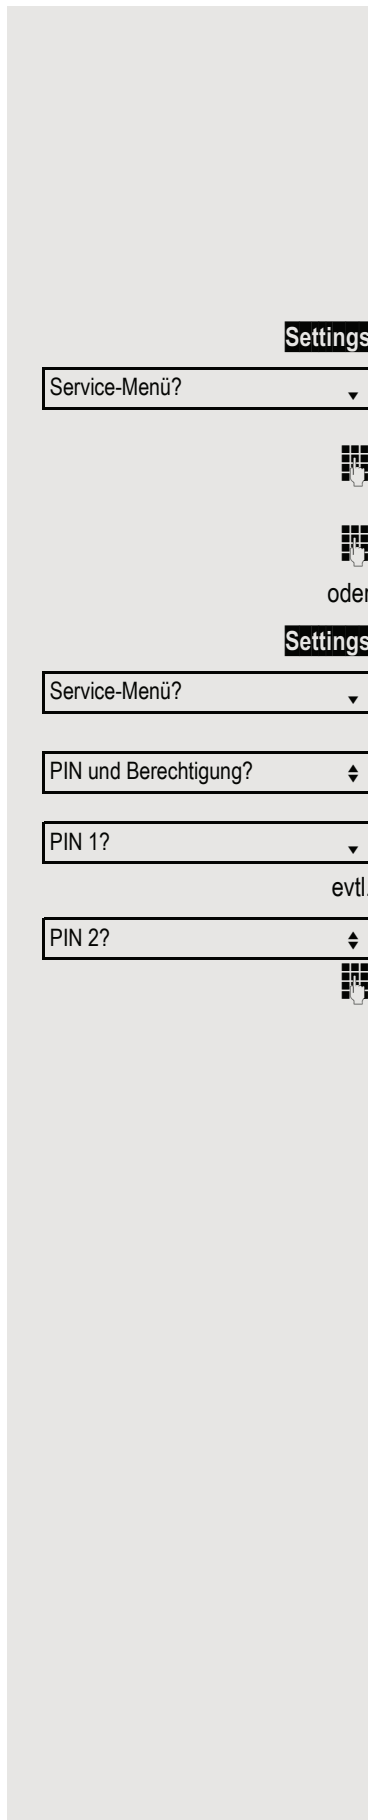 Settings
Service-Menü?
oder
Settings
Service-Menü?
PIN und Berechtigung?
PIN 1?
evtl.
PIN 2?